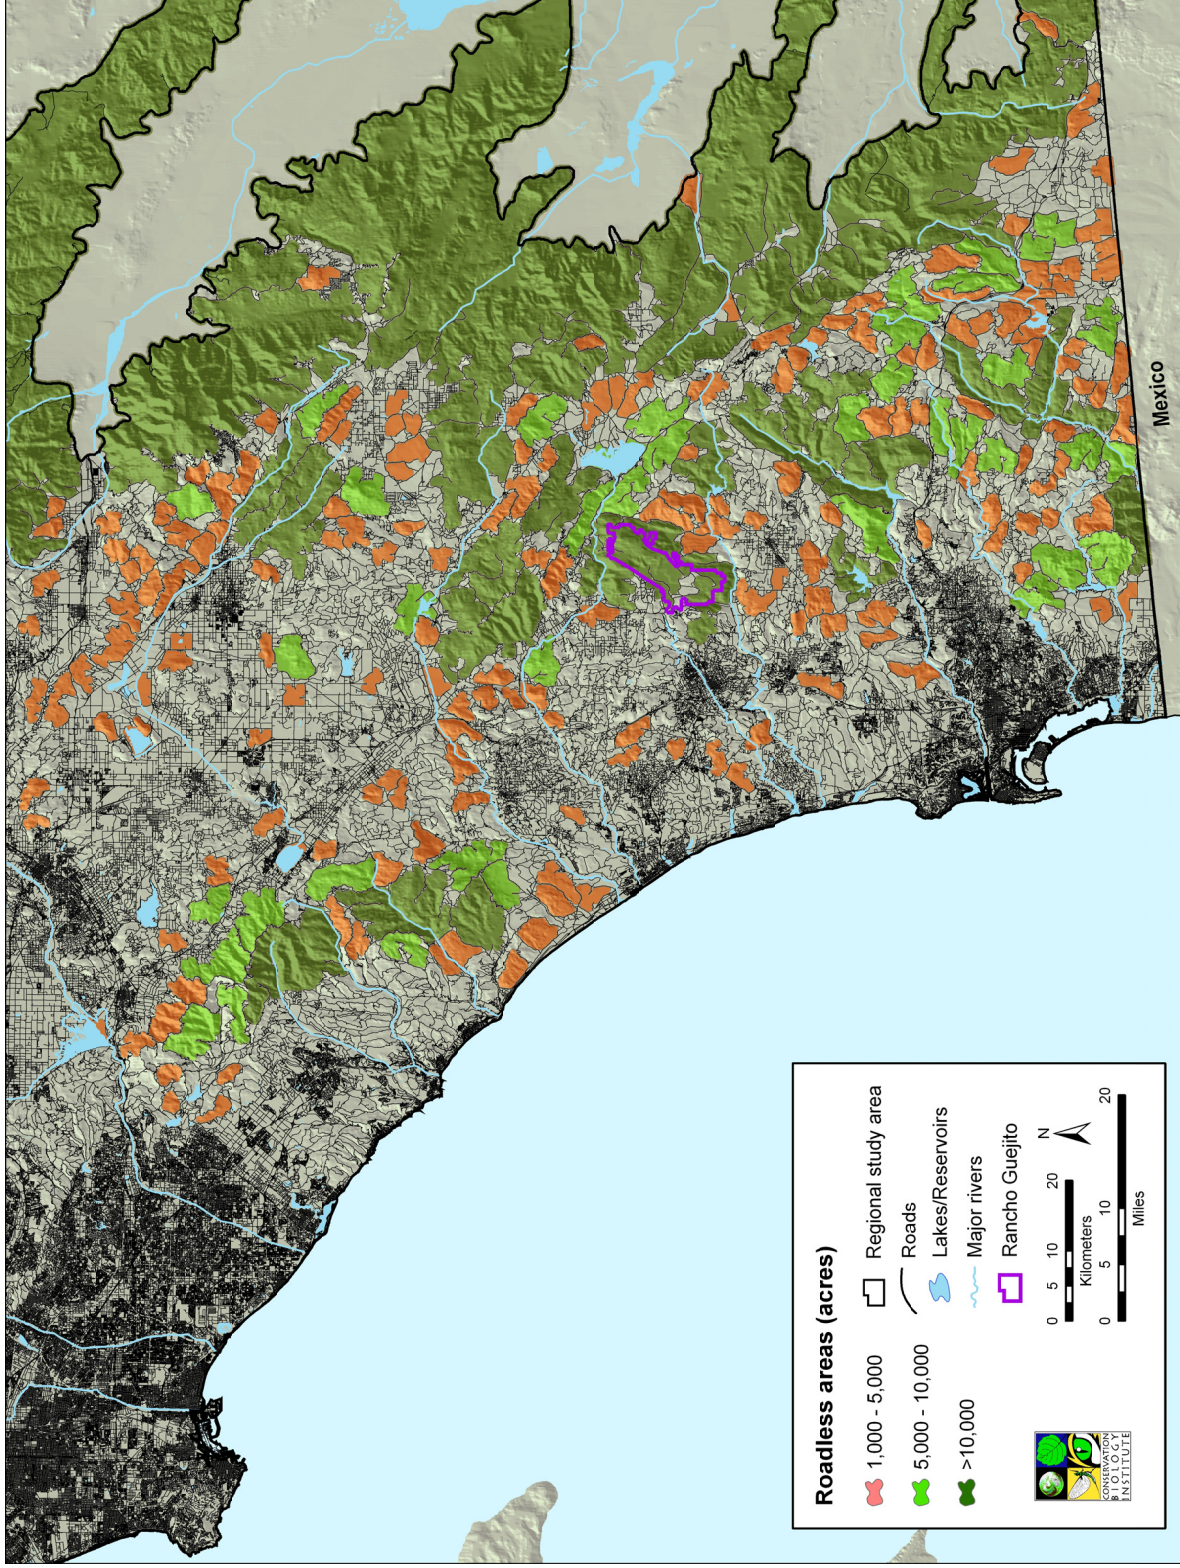 Mexico
Roadless areas (acres)
1,000 - 5,000
5,000 - 10,000
>10,000
Regional study area
Roads
Lakes/Reservoirs
Major rivers
Rancho Guejito
N
0 5 10 20
Kilometers
0 5 10 20
Miles
CONSERVATION
BIOLOGY
INSTITUTE